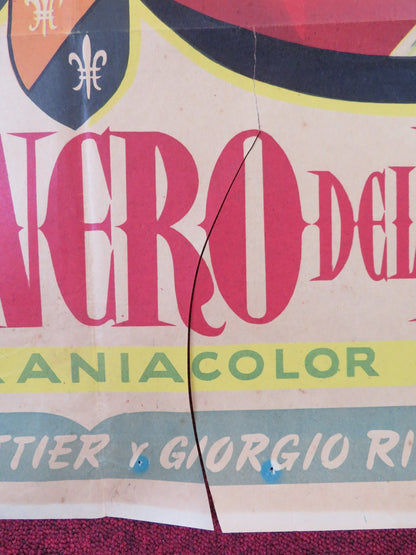 NERO DEL
ANIACOLOR
TTIER Y GIORGIO RI